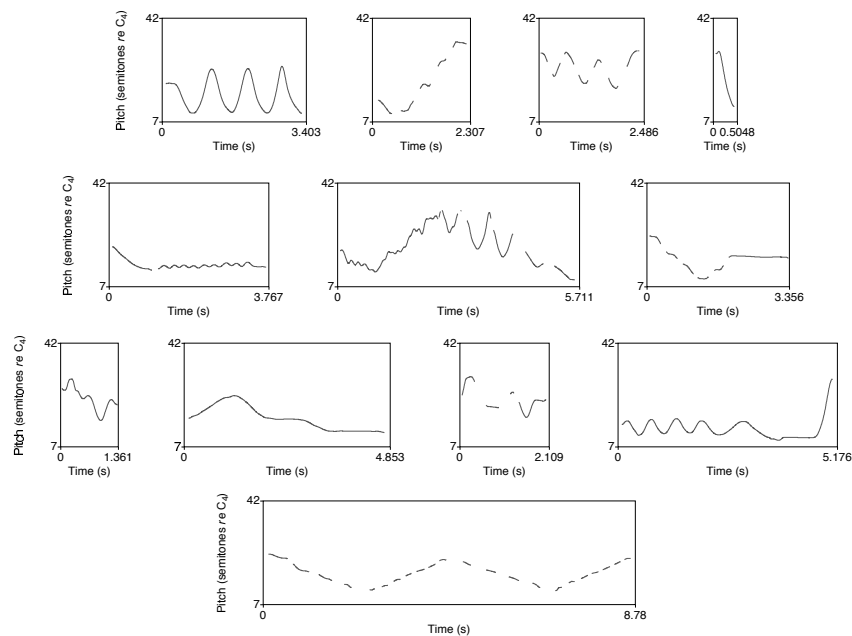 Pitch (semitones re C4)
42 42 42 42
7 7 7 7
0 3.403 0 2.307 0 2.486 0 0.5048
Time (s) Time (s) Time (s) Time (s)
Pitch (semitones re C4)
42 42 42
7 7 7
0 3.767 0 5.711 0 3.356
Time (s) Time (s) Time (s)
Pitch (semitones re C4)
42 42 42 42
7 7 7 7
0 1.361 0 4.853 0 2.109 0 5.176
Time (s) Time (s) Time (s) Time (s)
Pitch (semitones re C4)
42
7
0 8.78
Time (s)